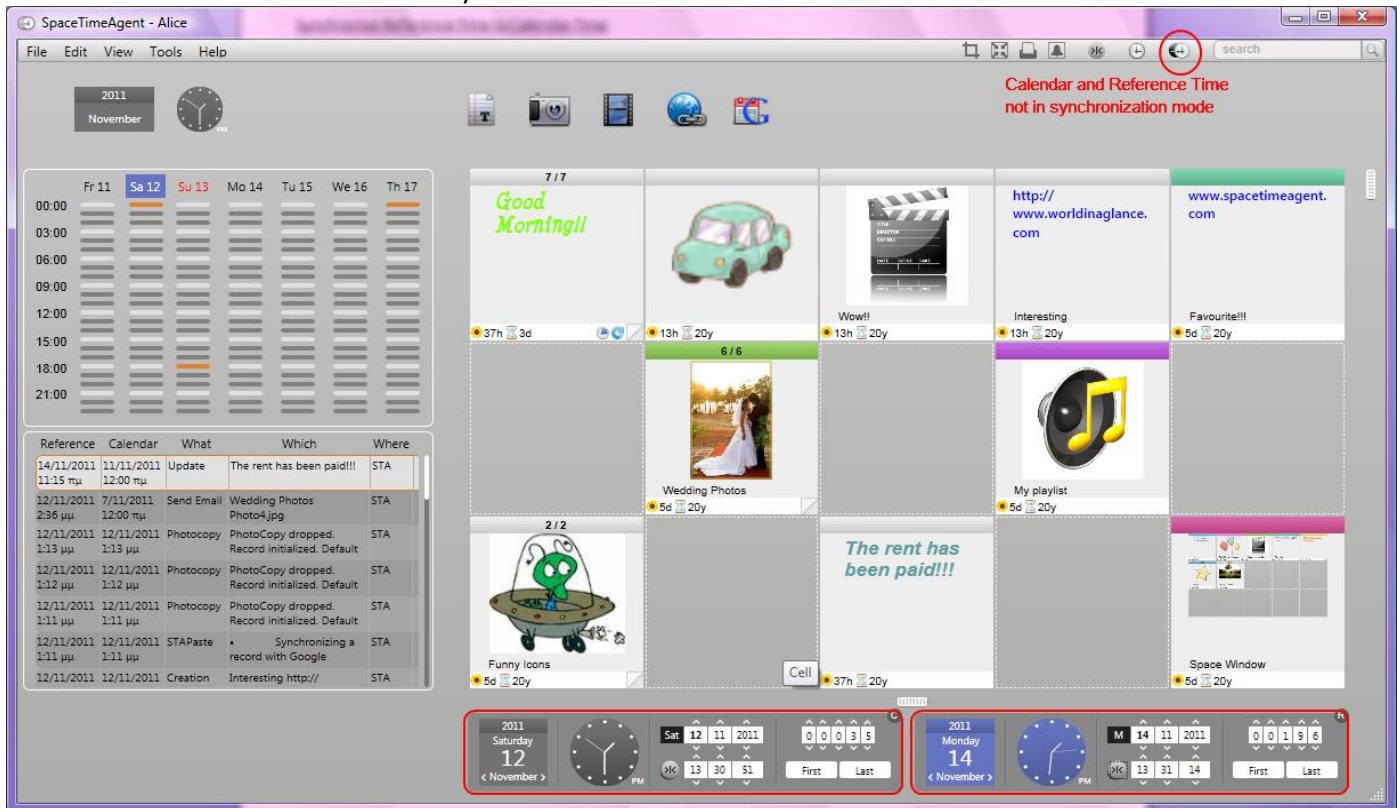 SpaceTimeAgent - Alice
File Edit View Tools Help
search
Calendar and Reference Time
not in synchronization mode
2011
November
PM
T
G
Fr 11 Sa 12 Su 13 Mo 14 Tu 15 We 16 Th 17
00:00
03:00
06:00
09:00
12:00
15:00
18:00
21:00
7 / 7
Good
Morning!!
37h 3d
13h 20y
Wow!!
13h 20y
http://
www.worldinaglance.
com
Interesting
13h 20y
www.spacetimeagent.
com
Favourite!!!
5d 20y
6 / 6
Wedding Photos
5d 20y
My playlist
5d 20y
2 / 2
Funny Icons
5d 20y
The rent has
been paid!!!
37h 20y
Space Window
5d 20y
Cell
Reference Calendar What Which Where
14/11/2011 11/11/2011 Update The rent has been paid!!! STA
11:15 πμ 12:00 πμ
12/11/2011 7/11/2011 Send Email Wedding Photos STA
2:36 μμ 12:00 πμ Photo4.jpg
12/11/2011 12/11/2011 Photocopy PhotoCopy dropped. STA
1:13 μμ 1:13 μμ Record initialized. Default
12/11/2011 12/11/2011 Photocopy PhotoCopy dropped. STA
1:12 μμ 1:12 μμ Record initialized. Default
12/11/2011 12/11/2011 Photocopy PhotoCopy dropped. STA
1:11 μμ 1:11 μμ Record initialized. Default
12/11/2011 12/11/2011 STAPaste • Synchronizing a STA
1:11 μμ 1:11 μμ record with Google
12/11/2011 12/11/2011 Creation Interesting http:// STA
C
2011
Saturday
12
< November >
PM
Sat 12 11 2011
13 30 51
0 0 0 3 5
First Last
R
2011
Monday
14
< November >
PM
M 14 11 2011
13 31 14
0 0 1 9 6
First Last